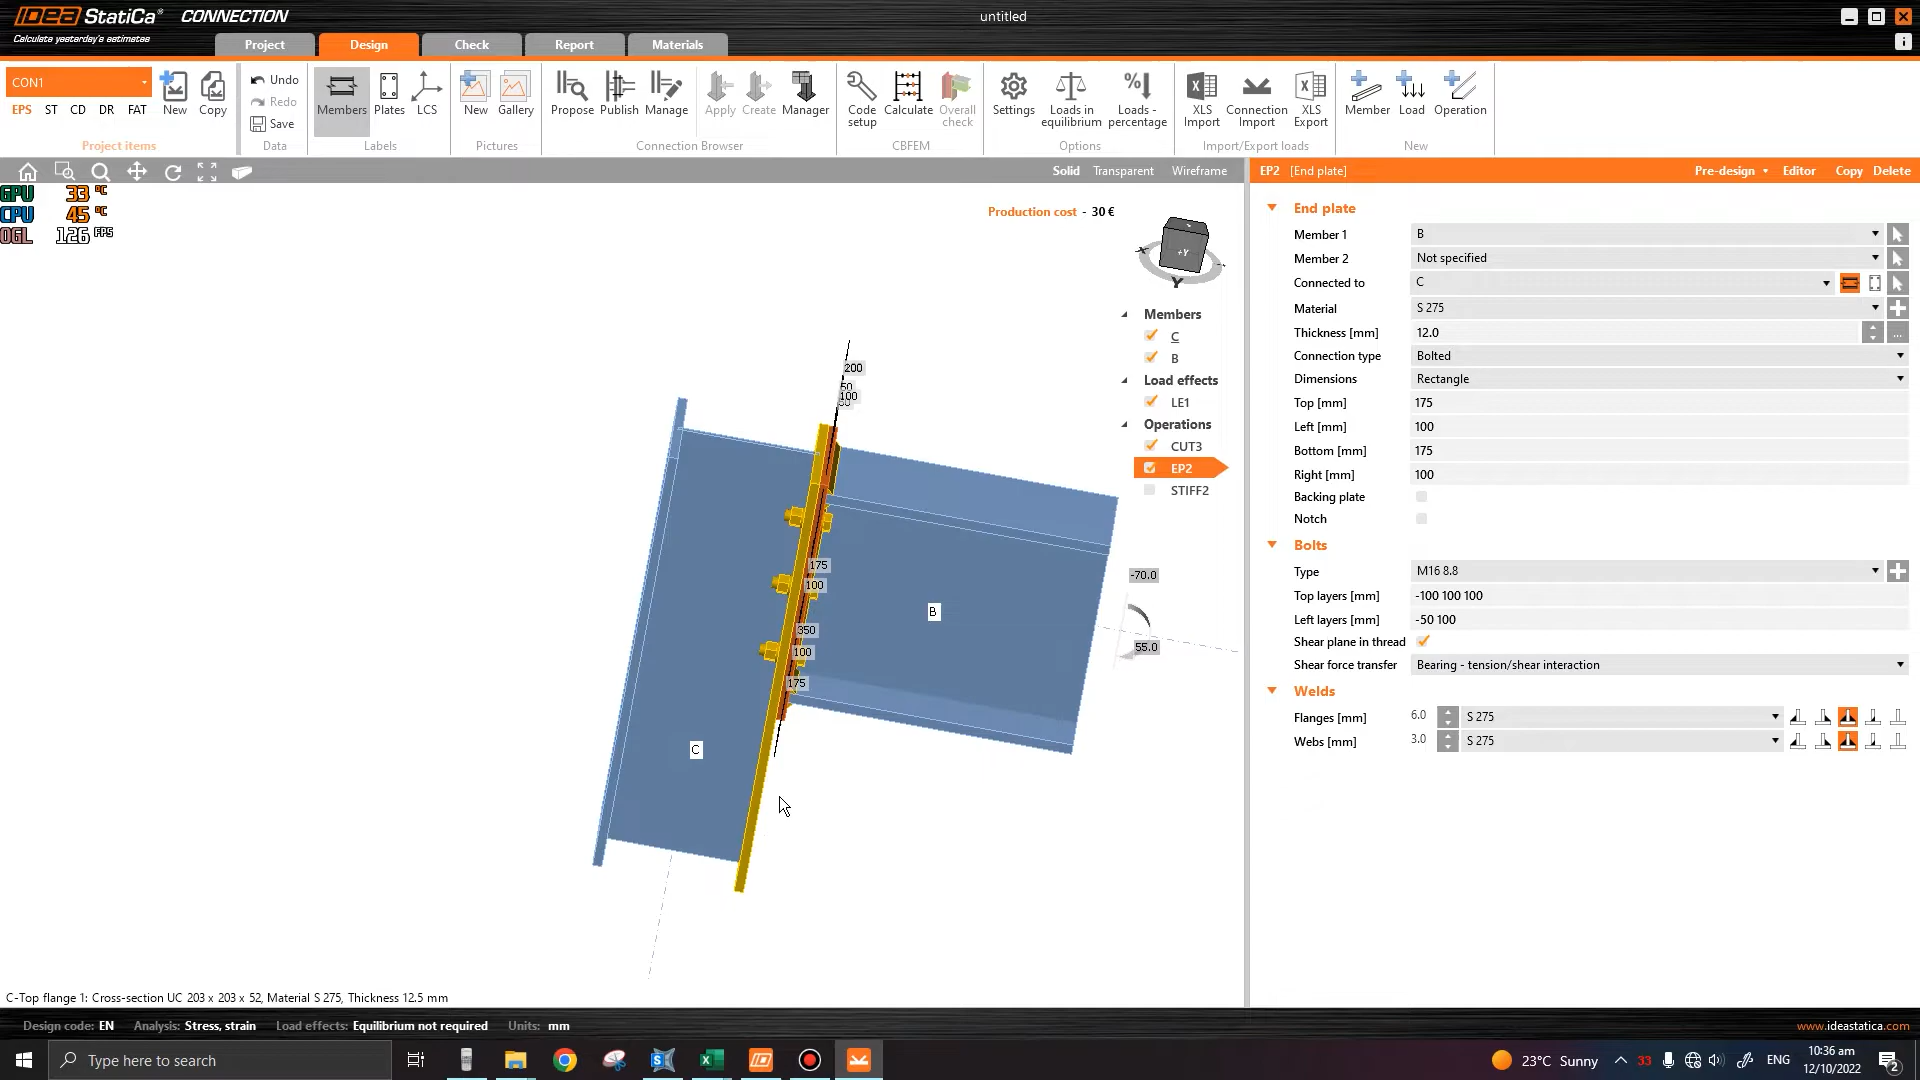 IDEA StatiCa® CONNECTION
Calculate yesterday's estimates
untitled
Project
Design
Check
Report
Materials
CON1
EPS ST CD DR FAT
New
Copy
Project items
Undo
Redo
Save
Data
Members
Plates
LCS
Labels
New
Gallery
Pictures
Propose
Publish
Manage
Apply
Create
Manager
Connection Browser
Code setup
Calculate
Overall check
CBFEM
Settings
Loads in equilibrium
Loads - percentage
Options
XLS Import
Connection Import
XLS Export
Import/Export loads
Member
Load
Operation
New
Solid Transparent Wireframe
GPU 33 °C
CPU 45 °C
OGL 126 FPS
Production cost - 30 €
+Y
X
Y
Members
C
B
Load effects
LE1
Operations
CUT3
EP2
STIFF2
200
50
100
175
100
350
100
175
-70.0
55.0
B
C
C-Top flange 1: Cross-section UC 203 x 203 x 52, Material S 275, Thickness 12.5 mm
EP2 [End plate] Pre-design Editor Copy Delete
End plate
Member 1 B
Member 2 Not specified
Connected to C
Material S 275
Thickness [mm] 12.0 ...
Connection type Bolted
Dimensions Rectangle
Top [mm] 175
Left [mm] 100
Bottom [mm] 175
Right [mm] 100
Backing plate
Notch
Bolts
Type M16 8.8
Top layers [mm] -100 100 100
Left layers [mm] -50 100
Shear plane in thread
Shear force transfer Bearing - tension/shear interaction
Welds
Flanges [mm] 6.0 S 275
Webs [mm] 3.0 S 275
Design code: EN Analysis: Stress, strain Load effects: Equilibrium not required Units: mm
www.ideastatica.com
Type here to search
23°C Sunny
33
ENG
10:36 am
12/10/2022
2